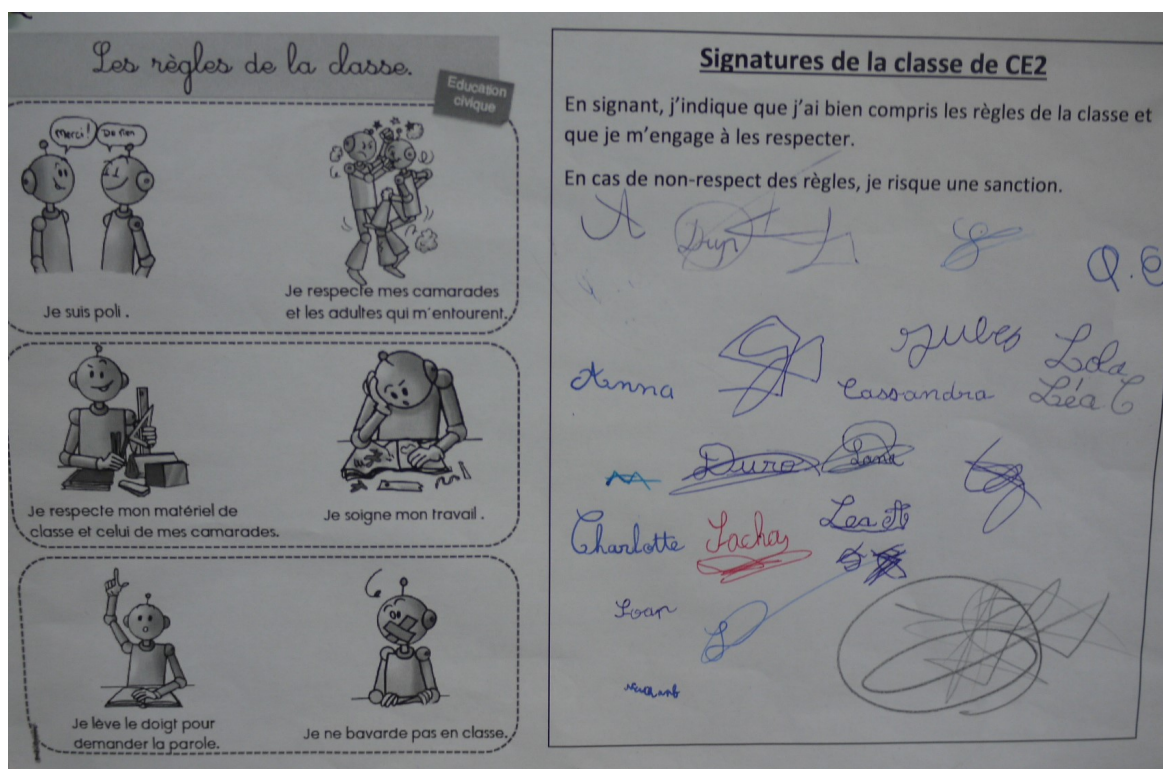 Les règles de la classe.
Education
civique
Merci!
De rien
Je suis poli .
Je respecte mes camarades
et les adultes qui m'entourent.
Je respecte mon matériel de
classe et celui de mes camarades.
Je soigne mon travail .
Je lève le doigt pour
demander la parole.
Je ne bavarde pas en classe.
Signatures de la classe de CE2
En signant, j'indique que j'ai bien compris les règles de la classe et
que je m'engage à les respecter.
En cas de non-respect des règles, je risque une sanction.
A
Jules
Lola
Anna
Cassandra
Léa C
Charlotte